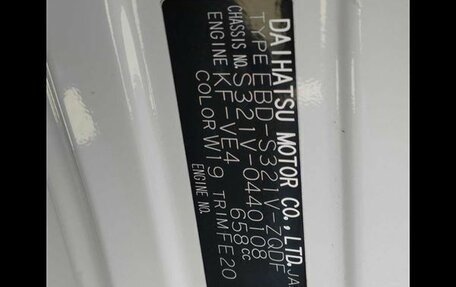 DAIHATSU MOTOR CO., LTD. JA
TYPE EBD-S321V-ZQDF
CHASSIS NO. S321V-0440108
ENGINE KF-VE4 658CC
COLOR W19 TRIM FE20
ENGINE NO.